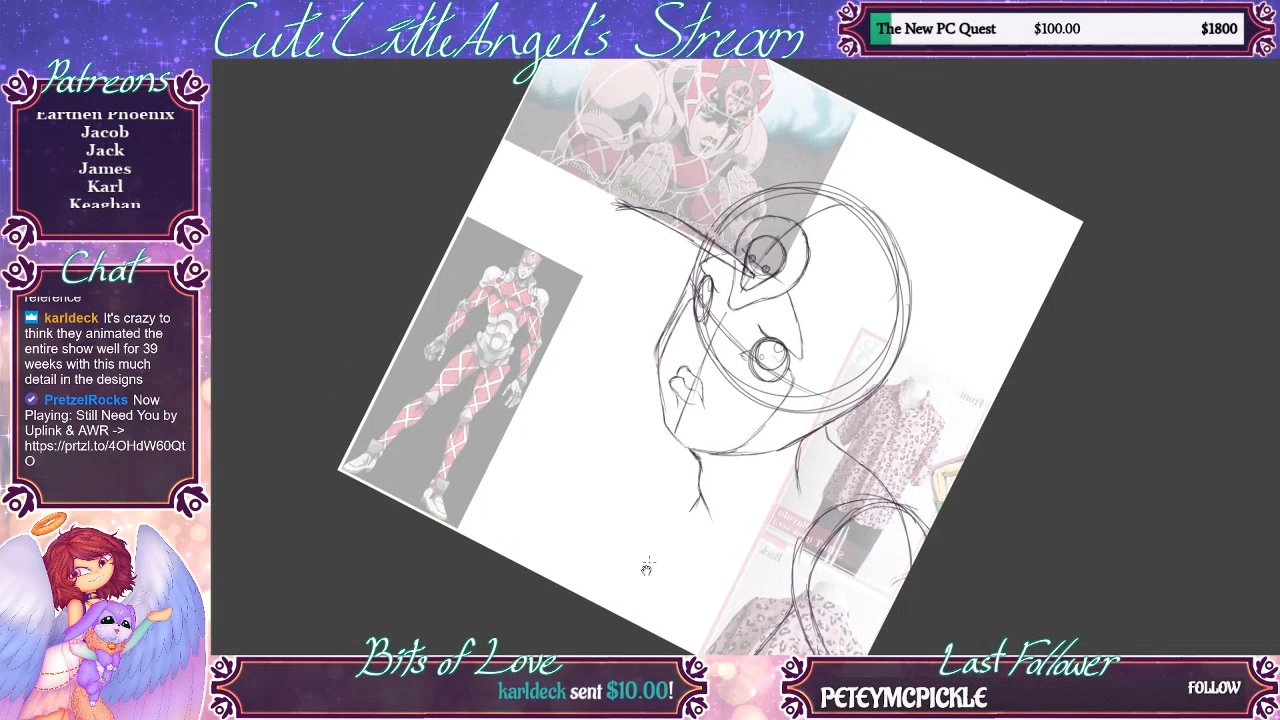 CuteLittleAngel's Stream
The New PC Quest $100.00 $1800
Patreons
Earthen Phoenix
Jacob
Jack
James
Karl
Keaghan
Chat
reference
karldeck It's crazy to
think they animated the
entire show well for 39
weeks with this much
detail in the designs
PretzelRocks Now
Playing: Still Need You by
Uplink & AWR ->
https://prtzl.to/4OHdW60Qt
O
Bits of Love
karldeck sent $10.00!
Last Follower
PETEYMCPICKLE
FOLLOW